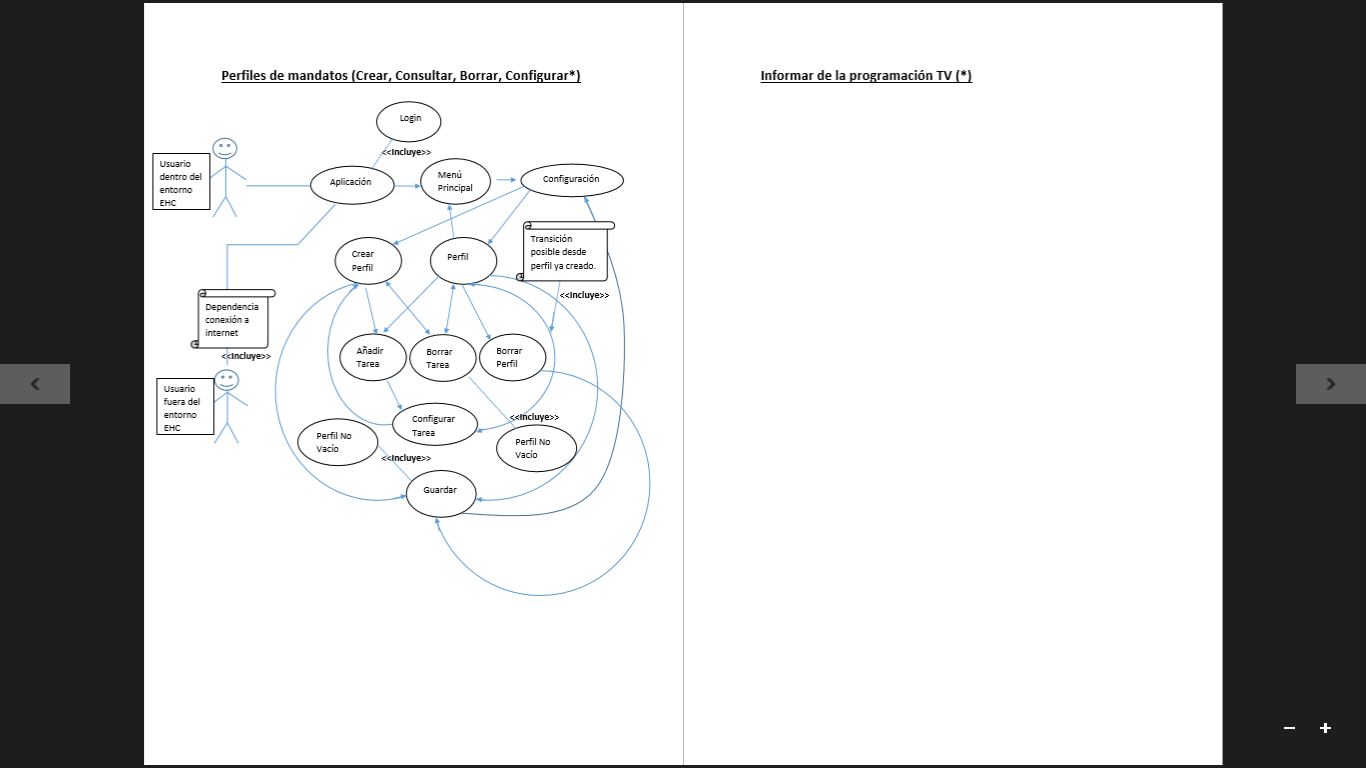 Perfiles de mandatos (Crear, Consultar, Borrar, Configurar*)
Login
<<Incluye>>
Usuario
dentro del
entorno
EHC
Aplicación
Menú
Principal
Configuración
Crear
Perfil
Perfil
Transición
posible desde
perfil ya creado.
<<Incluye>>
Dependencia
conexión a
internet
<<Incluye>>
Añadir
Tarea
Borrar
Tarea
Borrar
Perfil
Usuario
fuera del
entorno
EHC
Configurar
Tarea
<<Incluye>>
Perfil No
Vacío
Perfil No
Vacío
<<Incluye>>
Guardar
Informar de la programación TV (*)